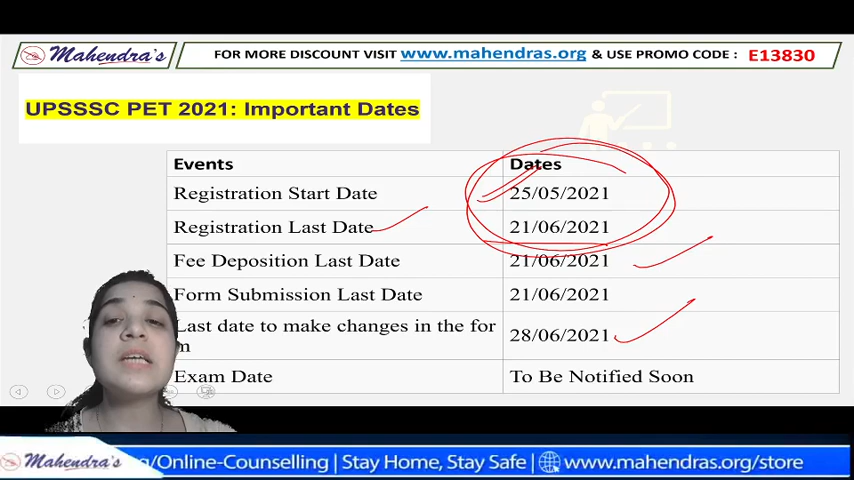 Mahendra's
FOR MORE DISCOUNT VISIT www.mahendras.org & USE PROMO CODE : E13830
UPSSSC PET 2021: Important Dates
Events Dates
Registration Start Date 25/05/2021
Registration Last Date 21/06/2021
Fee Deposition Last Date 21/06/2021
Form Submission Last Date 21/06/2021
Last date to make changes in the for
m 28/06/2021
Exam Date To Be Notified Soon
Mahendra's /Online-Counselling | Stay Home, Stay Safe | www.mahendras.org/store